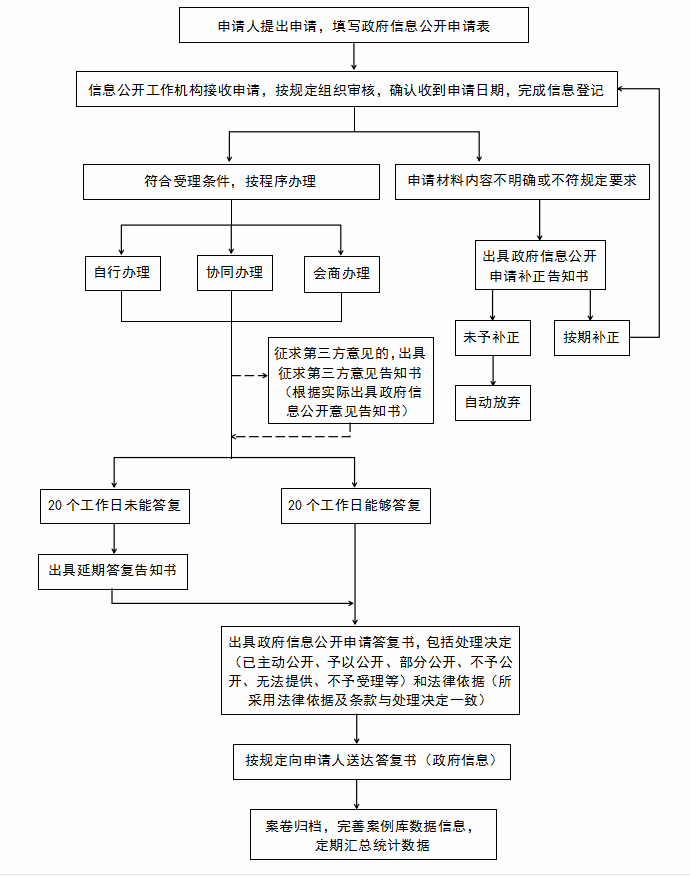 申请人提出申请，填写政府信息公开申请表
信息公开工作机构接收申请，按规定组织审核，确认收到申请日期，完成信息登记
符合受理条件，按程序办理
申请材料内容不明确或不符规定要求
自行办理
协同办理
会商办理
出具政府信息公开
申请补正告知书
未予补正
按期补正
自动放弃
征求第三方意见的，出具
征求第三方意见告知书
（根据实际出具政府信
息公开意见告知书）
20个工作日未能答复
20个工作日能够答复
出具延期答复告知书
出具政府信息公开申请答复书，包括处理决定
（已主动公开、予以公开、部分公开、不予公
开、无法提供、不予受理等）和法律依据（所
采用法律依据及条款与处理决定一致）
按规定向申请人送达答复书（政府信息）
案卷归档，完善案例库数据信息，
定期汇总统计数据